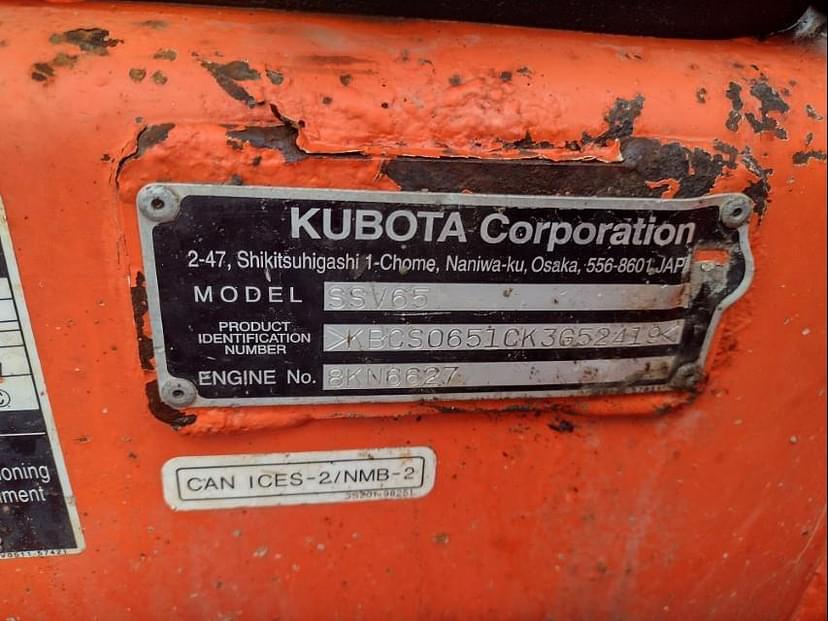 KUBOTA Corporation
2-47, Shikitsuhigashi 1-Chome, Naniwa-ku, Osaka, 556-8601 JAP
MODEL SSV65
PRODUCT
IDENTIFICATION
NUMBER
>KBCS0651CK3G52419<
ENGINE No. 8KN6627
CAN ICES-2/NMB-2
oning
ment